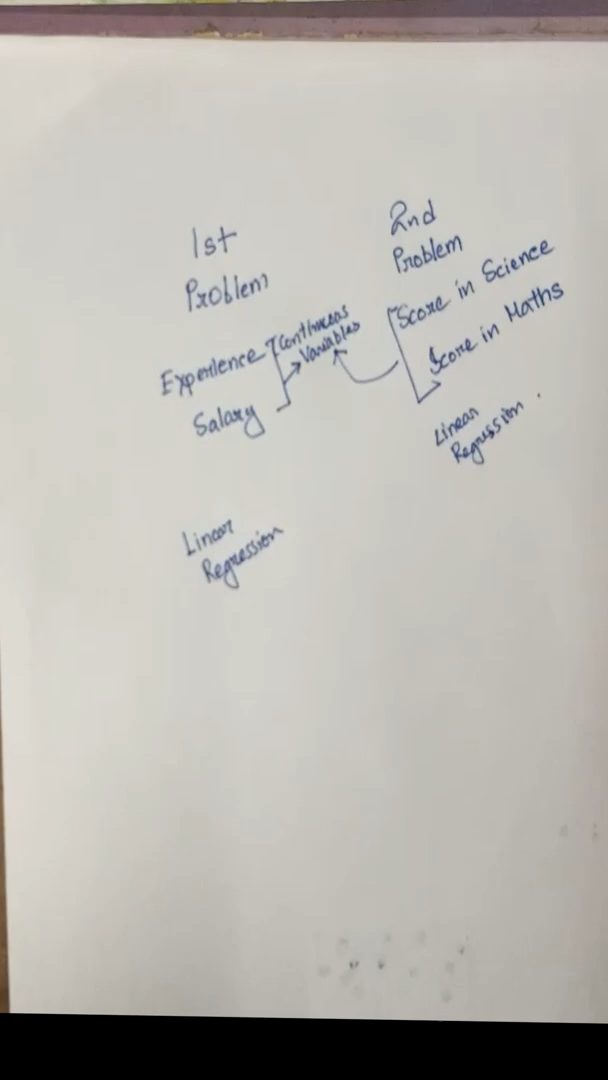 1st
Problem
Experience
Salary
Continuous
Variables
Linear
Regression
2nd
Problem
Score in Science
Score in Maths
Linear
Regression.